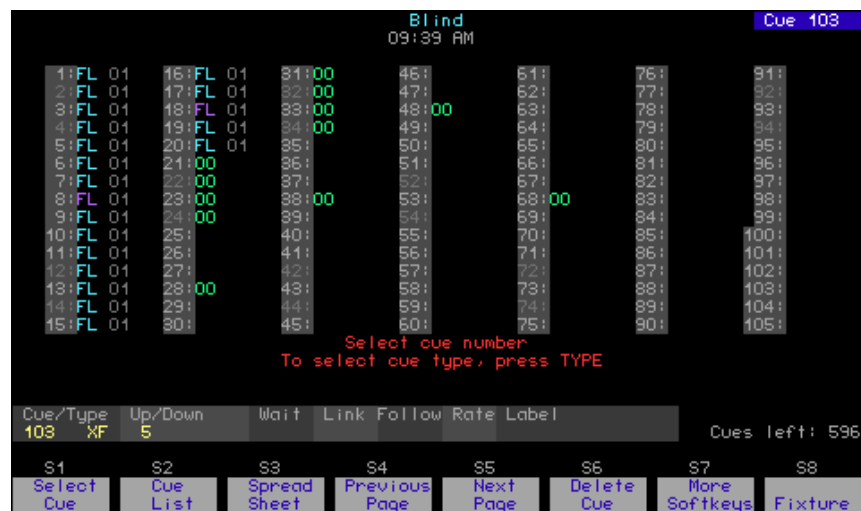 Blind Cue 103
09:39 AM
1:FL 01 16:FL 01 31:00 46: 61: 76: 91:
2:FL 01 17:FL 01 32:00 47: 62: 77: 92:
3:FL 01 18:FL 01 33:00 48:00 63: 78: 93:
4:FL 01 19:FL 01 34:00 49: 64: 79: 94:
5:FL 01 20:FL 01 35: 50: 65: 80: 95:
6:FL 01 21:00 36: 51: 66: 81: 96:
7:FL 01 22:00 37: 52: 67: 82: 97:
8:FL 01 23:00 38:00 53: 68:00 83: 98:
9:FL 01 24:00 39: 54: 69: 84: 99:
10:FL 01 25: 40: 55: 70: 85: 100:
11:FL 01 26: 41: 56: 71: 86: 101:
12:FL 01 27: 42: 57: 72: 87: 102:
13:FL 01 28:00 43: 58: 73: 88: 103:
14:FL 01 29: 44: 59: 74: 89: 104:
15:FL 01 30: 45: 60: 75: 90: 105:
Select cue number
To select cue type, press TYPE
Cue/Type Up/Down Wait Link Follow Rate Label
103 XF 5 Cues left: 596
S1 S2 S3 S4 S5 S6 S7 S8
Select Cue Spread Previous Next Delete More
Cue List Sheet Page Page Cue Softkeys Fixture